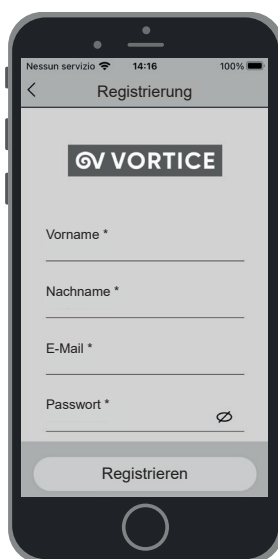 Nessun servizio 14:16 100%
Registrierung
VORTICE
Vorname *
Nachname *
E-Mail *
Passwort *
Registrieren